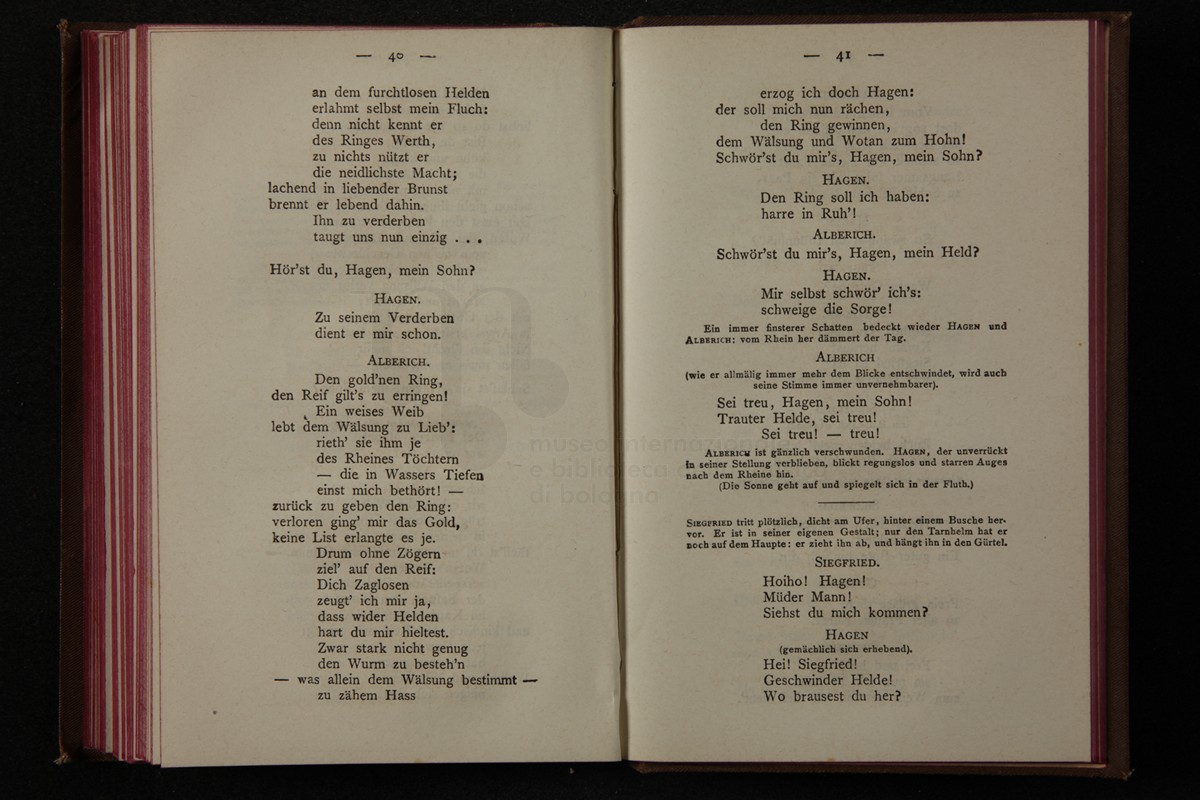 — 40 —
an dem furchtlosen Helden
erlahmt selbst mein Fluch:
denn nicht kennt er
des Ringes Werth,
zu nichts nützt er
die neidlichste Macht;
lachend in liebender Brunst
brennt er lebend dahin.
Ihn zu verderben
taugt uns nun einzig . . .
Hör'st du, Hagen, mein Sohn?
HAGEN.
Zu seinem Verderben
dient er mir schon.
ALBERICH.
Den gold'nen Ring,
den Reif gilt's zu erringen!
Ein weises Weib
lebt dem Wälsung zu Lieb':
rieth' sie ihm je
des Rheines Töchtern
— die in Wassers Tiefen
einst mich bethört! —
zurück zu geben den Ring:
verloren ging' mir das Gold,
keine List erlangte es je.
Drum ohne Zögern
ziel' auf den Reif:
Dich Zaglosen
zeugt' ich mir ja,
dass wider Helden
hart du mir hieltest.
Zwar stark nicht genug
den Wurm zu besteh'n
— was allein dem Wälsung bestimmt —
zu zähem Hass
— 41 —
erzog ich doch Hagen:
der soll mich nun rächen,
den Ring gewinnen,
dem Wälsung und Wotan zum Hohn!
Schwör'st du mir's, Hagen, mein Sohn?
HAGEN.
Den Ring soll ich haben:
harre in Ruh'!
ALBERICH.
Schwör'st du mir's, Hagen, mein Held?
HAGEN.
Mir selbst schwör' ich's:
schweige die Sorge!
Ein immer finsterer Schatten bedeckt wieder HAGEN und
ALBERICH: vom Rhein her dämmert der Tag.
ALBERICH
(wie er allmälig immer mehr dem Blicke entschwindet, wird auch
seine Stimme immer unvernehmbarer).
Sei treu, Hagen, mein Sohn!
Trauter Helde, sei treu!
Sei treu! — treu!
ALBERICH ist gänzlich verschwunden. HAGEN, der unverrückt
in seiner Stellung verblieben, blickt regungslos und starren Auges
nach dem Rheine hin.
(Die Sonne geht auf und spiegelt sich in der Fluth.)
SIEGFRIED tritt plötzlich, dicht am Ufer, hinter einem Busche her-
vor. Er ist in seiner eigenen Gestalt; nur den Tarnhelm hat er
noch auf dem Haupte: er zieht ihn ab, und hängt ihn in den Gürtel.
SIEGFRIED.
Hoiho! Hagen!
Müder Mann!
Siehst du mich kommen?
HAGEN
(gemächlich sich erhebend).
Hei! Siegfried!
Geschwinder Helde!
Wo brausest du her?
museo internazionale
e biblioteca
di bologna